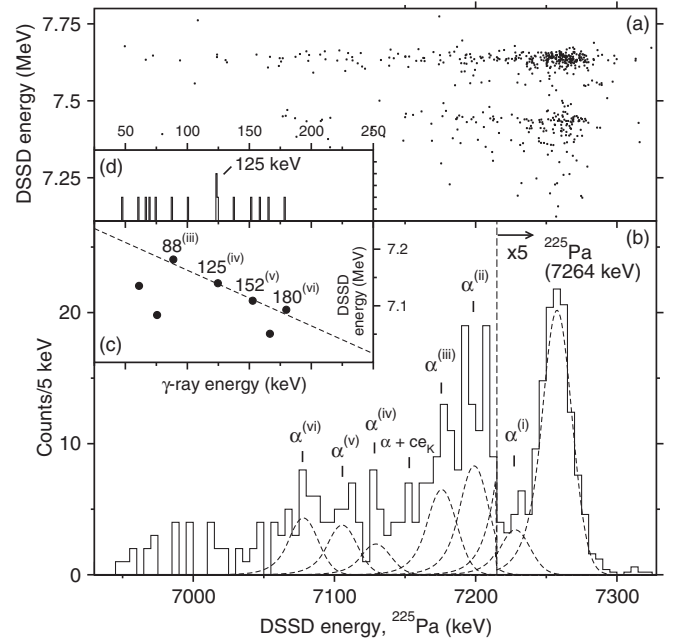 7.75
7.5
7.25
DSSD energy (MeV)
(a)
50 100 150 200 250
(d)
125 keV
(c)
88(iii)
125(iv)
152(v)
180(vi)
7.2
7.1
DSSD
energy (MeV)
γ-ray energy (keV)
(b)
x5
225Pa
(7264 keV)
α(ii)
α(iii)
α(i)
α(iv)
α + ceK
α(v)
α(vi)
20
10
0
Counts/5 keV
7000 7100 7200 7300
DSSD energy, 225Pa (keV)